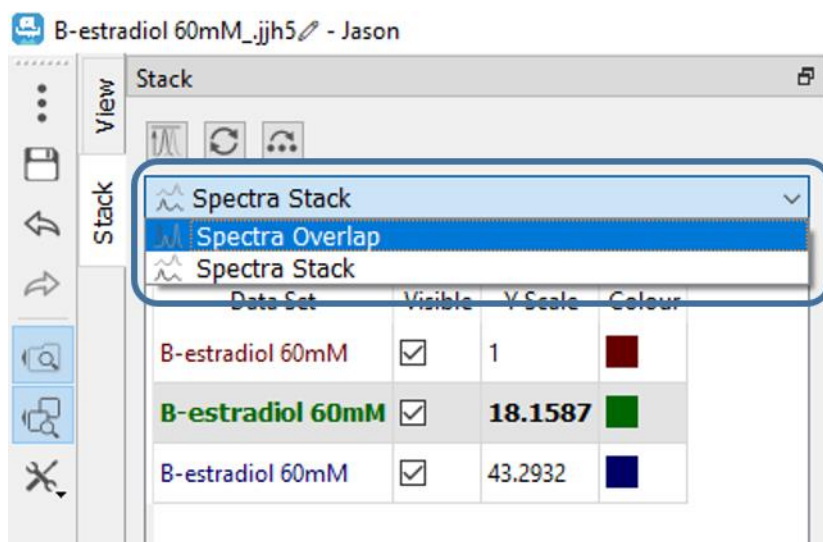 B-estradiol 60mM_.jjh5 - Jason
View
Stack
Stack
Spectra Stack
Spectra Overlap
Spectra Stack
Data Set Visible Y Scale Colour
B-estradiol 60mM 1
B-estradiol 60mM 18.1587
B-estradiol 60mM 43.2932